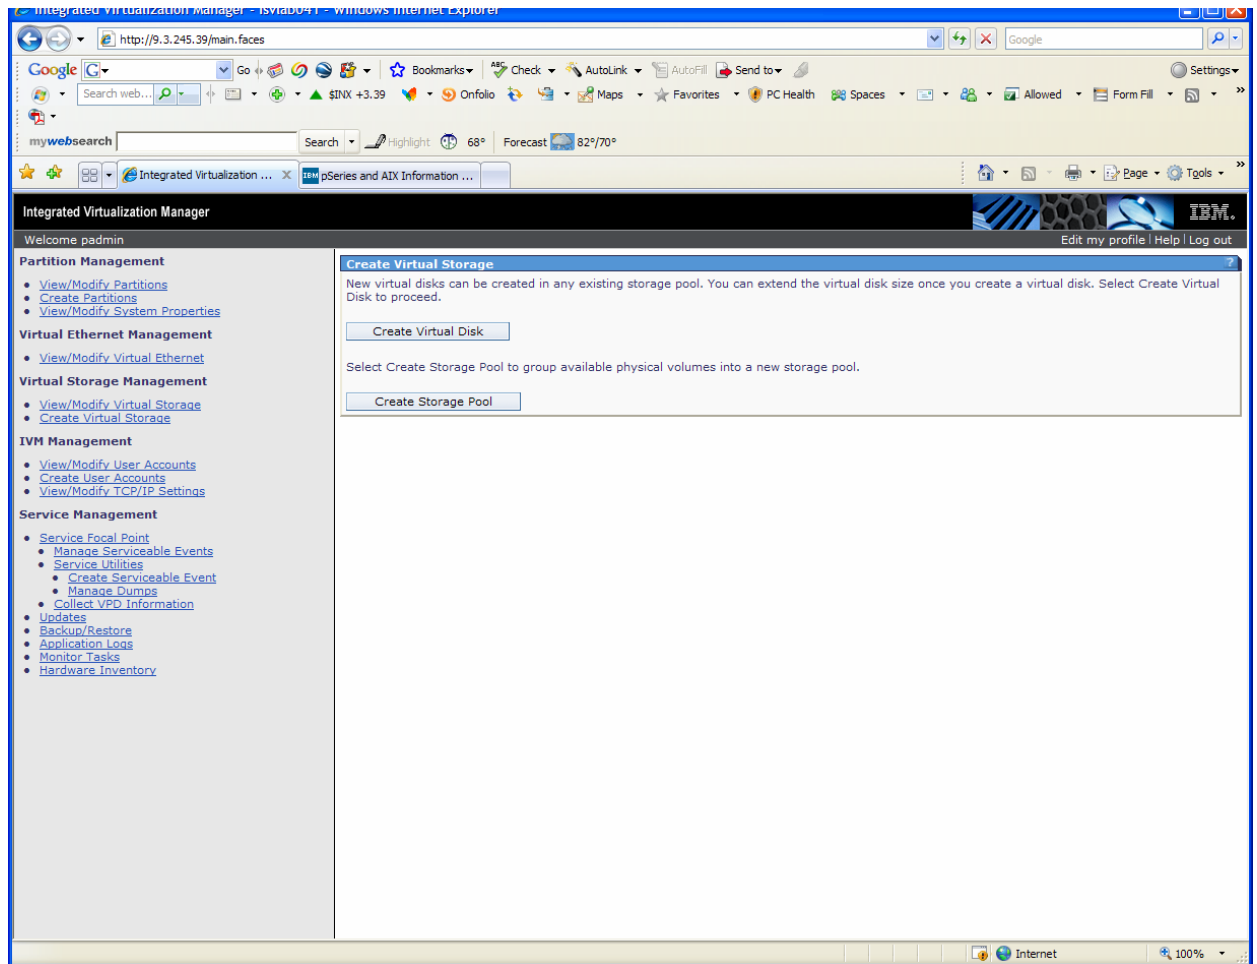 Integrated Virtualization Manager - isvlab041 - Windows Internet Explorer
http://9.3.245.39/main.faces
Google
Google G Go Bookmarks ABC Check AutoLink AutoFill Send to Settings
Search web... $INX +3.39 Onfolio Maps Favorites PC Health Spaces Allowed Form Fill »
mywebsearch Search Highlight 68° Forecast 82°/70°
Integrated Virtualization ... X IBM pSeries and AIX Information ... Page Tools »
Integrated Virtualization Manager
IBM.
Welcome padmin
Edit my profile | Help | Log out
Partition Management
View/Modify Partitions
Create Partitions
View/Modify System Properties
Virtual Ethernet Management
View/Modify Virtual Ethernet
Virtual Storage Management
View/Modify Virtual Storage
Create Virtual Storage
IVM Management
View/Modify User Accounts
Create User Accounts
View/Modify TCP/IP Settings
Service Management
Service Focal Point
Manage Serviceable Events
Service Utilities
Create Serviceable Event
Manage Dumps
Collect VPD Information
Updates
Backup/Restore
Application Logs
Monitor Tasks
Hardware Inventory
Create Virtual Storage ?
New virtual disks can be created in any existing storage pool. You can extend the virtual disk size once you create a virtual disk. Select Create Virtual
Disk to proceed.
Create Virtual Disk
Select Create Storage Pool to group available physical volumes into a new storage pool.
Create Storage Pool
Internet 100%